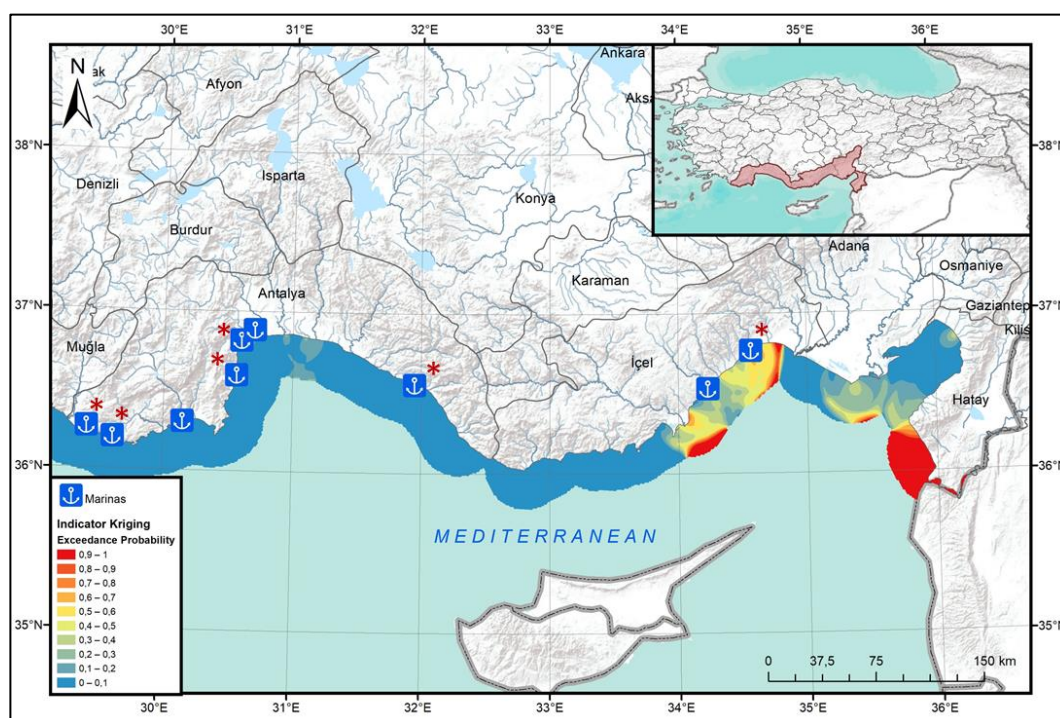 30°E 31°E 32°E 33°E 34°E 35°E 36°E
N
Ankara
Afyon
Aks
38°N 38°N
Isparta
Denizli
Konya
Burdur
Adana
Karaman
Osmaniye
Antalya
37°N 37°N
Gaziantep
Kilis
Muğla
İçel
Hatay
36°N 36°N
Marinas
Indicator Kriging
Exceedance Probability
0,9 – 1
0,8 – 0,9
0,7 – 0,8
0,6 – 0,7
0,5 – 0,6
0,4 – 0,5
0,3 – 0,4
0,2 – 0,3
0,1 – 0,2
0 – 0,1
MEDITERRANEAN
35°N 35°N
0 37,5 75 150 km
30°E 31°E 32°E 33°E 34°E 35°E 36°E